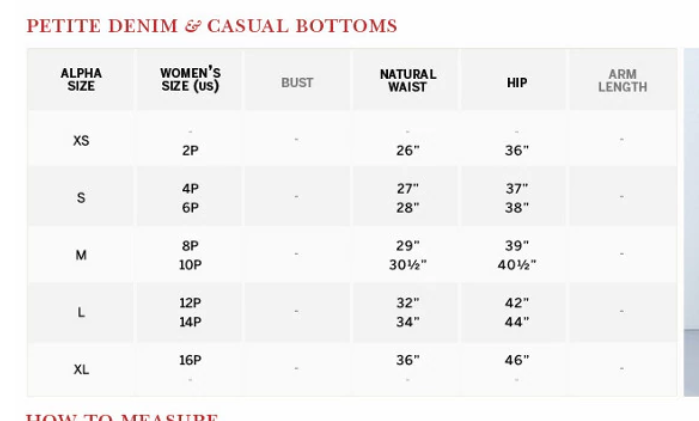 PETITE DENIM & CASUAL BOTTOMS
ALPHA SIZE WOMEN'S SIZE (US) BUST NATURAL WAIST HIP ARM LENGTH
XS - - - - -
2P 26" 36"
S 4P - 27" 37" -
6P 28" 38"
M 8P - 29" 39" -
10P 30½" 40½"
L 12P - 32" 42" -
14P 34" 44"
XL 16P - 36" 46" -
- - -
HOW TO MEASURE